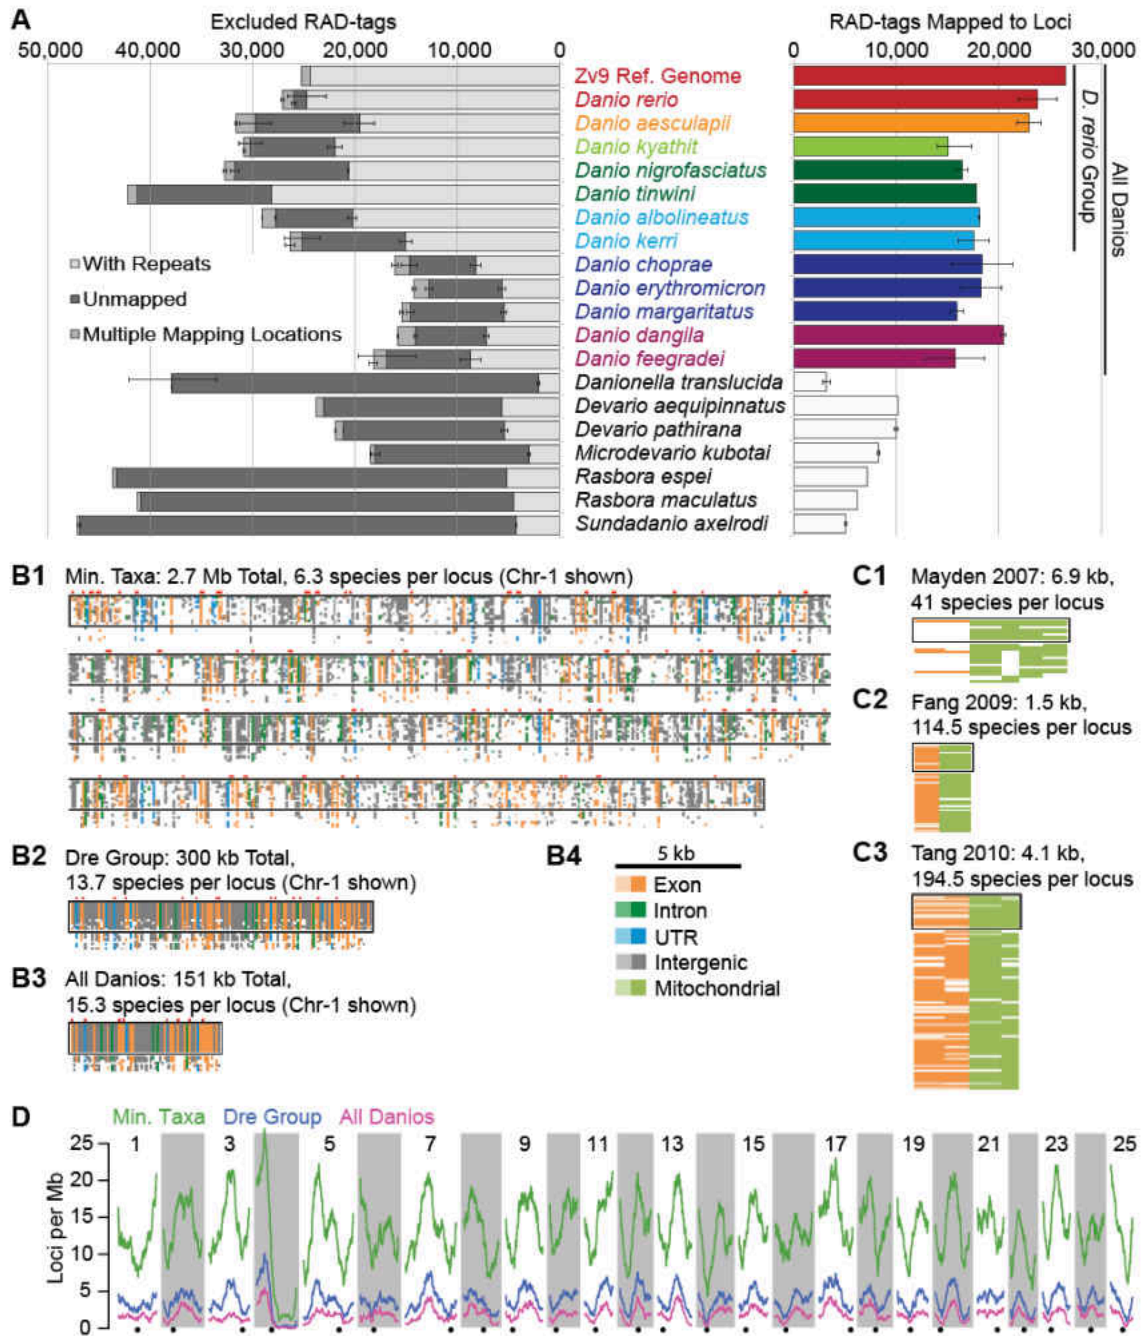 A
Excluded RAD-tags
RAD-tags Mapped to Loci
50,000 40,000 30,000 20,000 10,000 0
0 10,000 20,000 30,000
Zv9 Ref. Genome
Danio rerio
Danio aesculapii
Danio kyathit
Danio nigrofasciatus
Danio tinwini
Danio albolineatus
Danio kerri
Danio choprae
Danio erythromicron
Danio margaritatus
Danio dangila
Danio feegradei
Danionella translucida
Devario aequipinnatus
Devario pathirana
Microdevario kubotai
Rasbora espei
Rasbora maculatus
Sundadanio axelrodi
With Repeats
Unmapped
Multiple Mapping Locations
D. rerio Group
All Danios
B1 Min. Taxa: 2.7 Mb Total, 6.3 species per locus (Chr-1 shown)
B2 Dre Group: 300 kb Total,
13.7 species per locus (Chr-1 shown)
B3 All Danios: 151 kb Total,
15.3 species per locus (Chr-1 shown)
B4 5 kb
Exon
Intron
UTR
Intergenic
Mitochondrial
C1 Mayden 2007: 6.9 kb,
41 species per locus
C2 Fang 2009: 1.5 kb,
114.5 species per locus
C3 Tang 2010: 4.1 kb,
194.5 species per locus
D Min. Taxa Dre Group All Danios
1 3 5 7 9 11 13 15 17 19 21 23 25
Loci per Mb
25
20
15
10
5
0